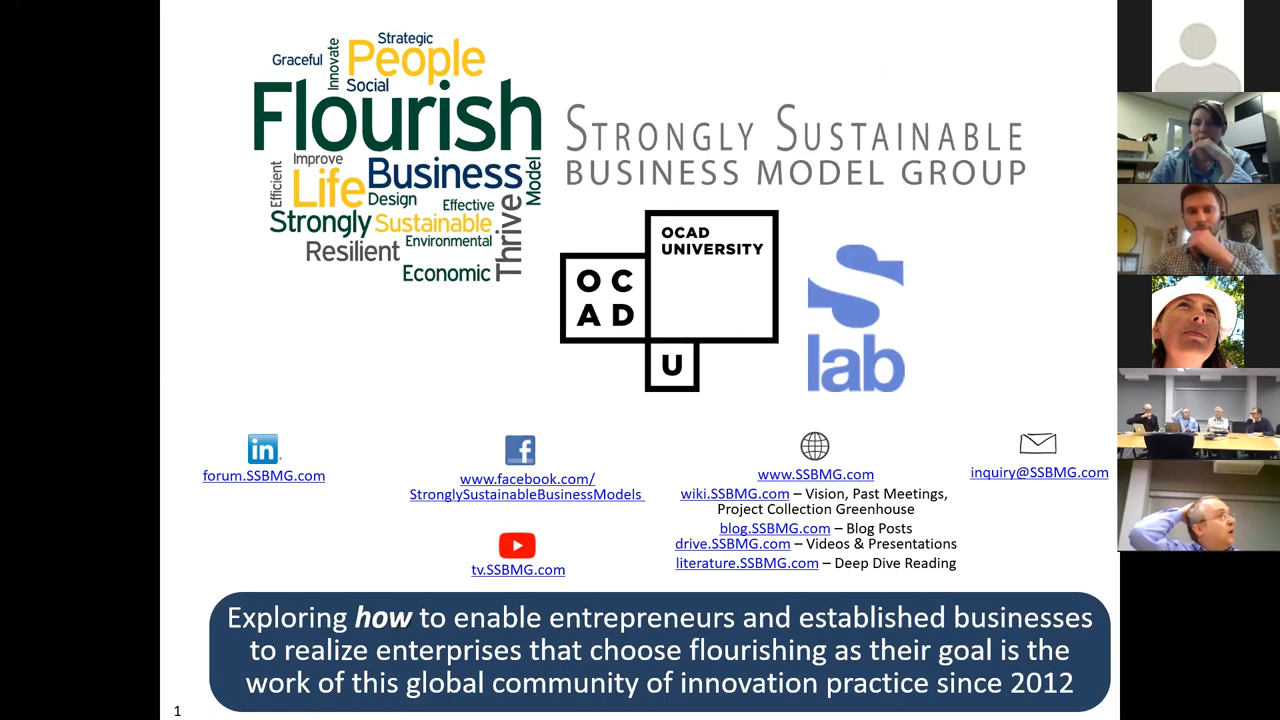 Strategic
Graceful
Innovate
People
Social
Flourish
Improve
Efficient
Life
Business
Model
Design
Effective
Strongly
Sustainable
Thrive
Resilient
Environmental
Economic
STRONGLY SUSTAINABLE
BUSINESS MODEL GROUP
OCAD
UNIVERSITY
OC
AD
U
S
lab
in
forum.SSBMG.com
f
www.facebook.com/
StronglySustainableBusinessModels
tv.SSBMG.com
www.SSBMG.com
wiki.SSBMG.com – Vision, Past Meetings,
Project Collection Greenhouse
blog.SSBMG.com – Blog Posts
drive.SSBMG.com – Videos & Presentations
literature.SSBMG.com – Deep Dive Reading
inquiry@SSBMG.com
Exploring how to enable entrepreneurs and established businesses
to realize enterprises that choose flourishing as their goal is the
work of this global community of innovation practice since 2012
1